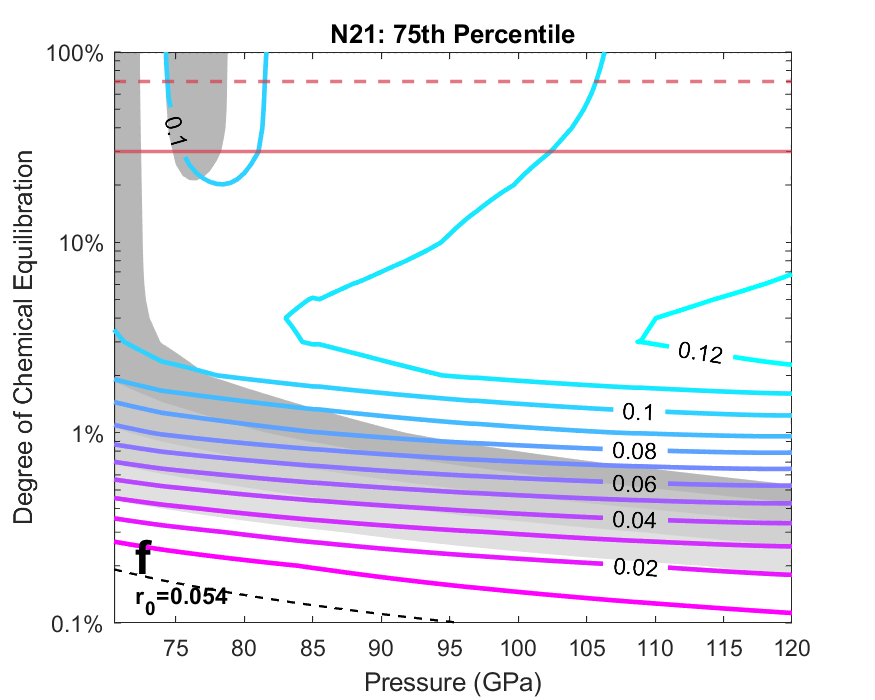 N21: 75th Percentile
100%
10%
1%
0.1%
Degree of Chemical Equilibration
0.1
0.12
0.1
0.08
0.06
0.04
0.02
f
r0=0.054
75 80 85 90 95 100 105 110 115 120
Pressure (GPa)